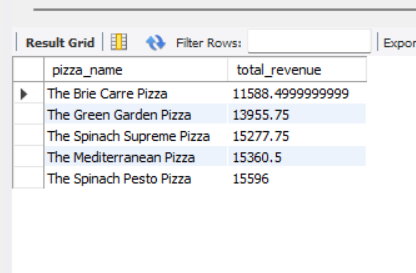 Result Grid Filter Rows: Expor
pizza_name total_revenue
The Brie Carre Pizza 11588.4999999999
The Green Garden Pizza 13955.75
The Spinach Supreme Pizza 15277.75
The Mediterranean Pizza 15360.5
The Spinach Pesto Pizza 15596